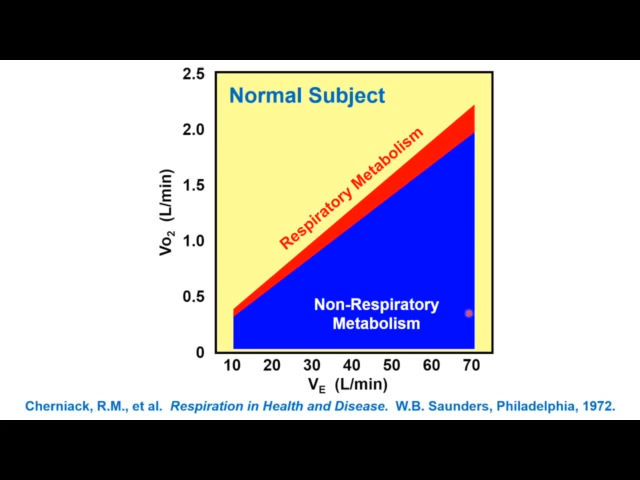 Normal Subject
2.5
2.0
1.5
1.0
0.5
0
Vo2 (L/min)
Respiratory Metabolism
Non-Respiratory
Metabolism
10 20 30 40 50 60 70
VE (L/min)
Cherniack, R.M., et al. Respiration in Health and Disease. W.B. Saunders, Philadelphia, 1972.